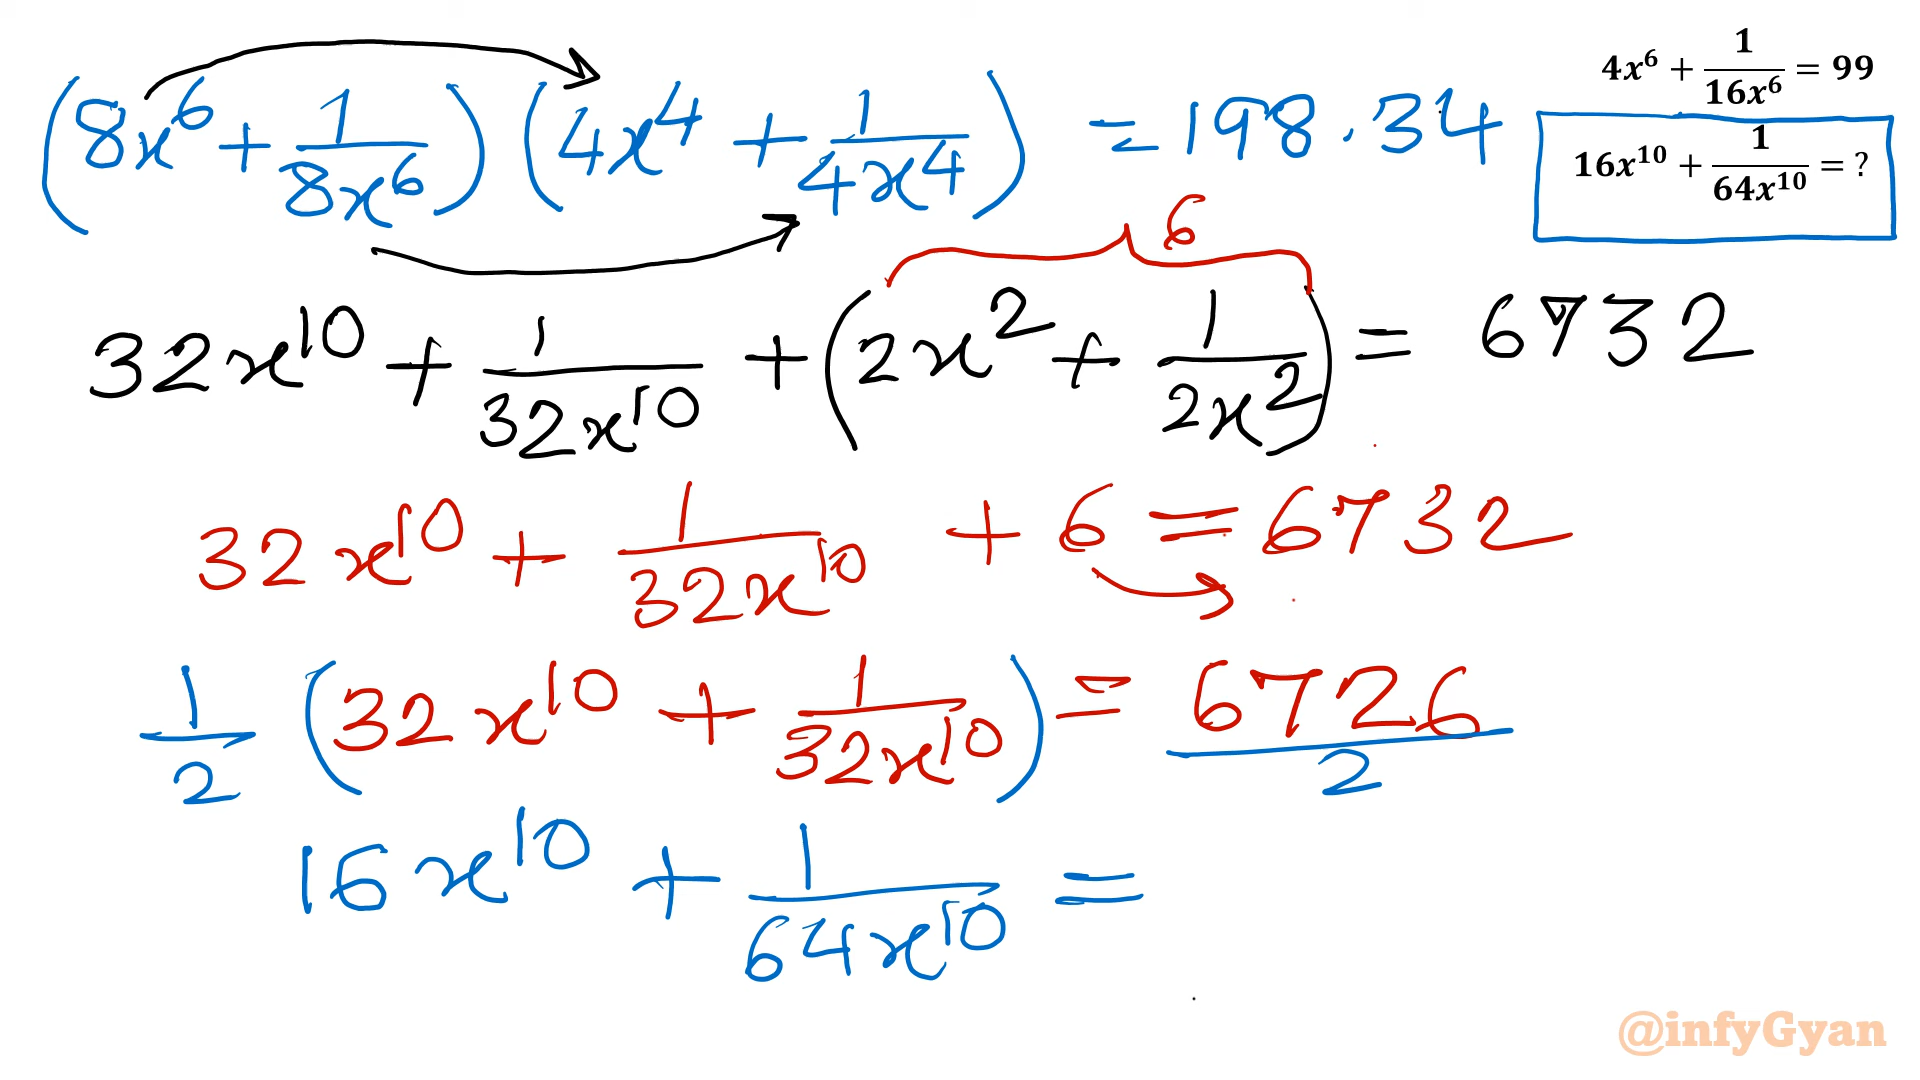 (8x⁶ + 1/8x⁶)(4x⁴ + 1/4x⁴) = 198.34
4x⁶ + 1/16x⁶ = 99
16x¹⁰ + 1/64x¹⁰ = ?
6
32x¹⁰ + 1/32x¹⁰ + (2x² + 1/2x²) = 6732
32x¹⁰ + 1/32x¹⁰ + 6 = 6732
1/2 (32x¹⁰ + 1/32x¹⁰) = 6726/2
16x¹⁰ + 1/64x¹⁰ =
@infyGyan